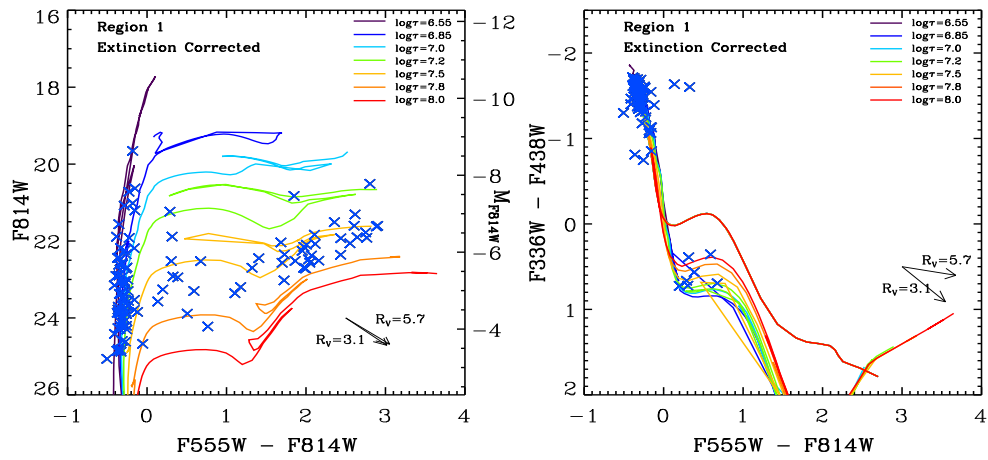 Region 1
Extinction Corrected
logτ=6.55
logτ=6.85
logτ=7.0
logτ=7.2
logτ=7.5
logτ=7.8
logτ=8.0
16
18
20
22
24
26
F814W
-12
-10
-8
-6
-4
M_F814W
R_V=5.7
R_V=3.1
-1
0
1
2
3
4
F555W - F814W
Region 1
Extinction Corrected
logτ=6.55
logτ=6.85
logτ=7.0
logτ=7.2
logτ=7.5
logτ=7.8
logτ=8.0
-2
-1
0
1
2
F336W - F438W
R_V=5.7
R_V=3.1
-1
0
1
2
3
4
F555W - F814W